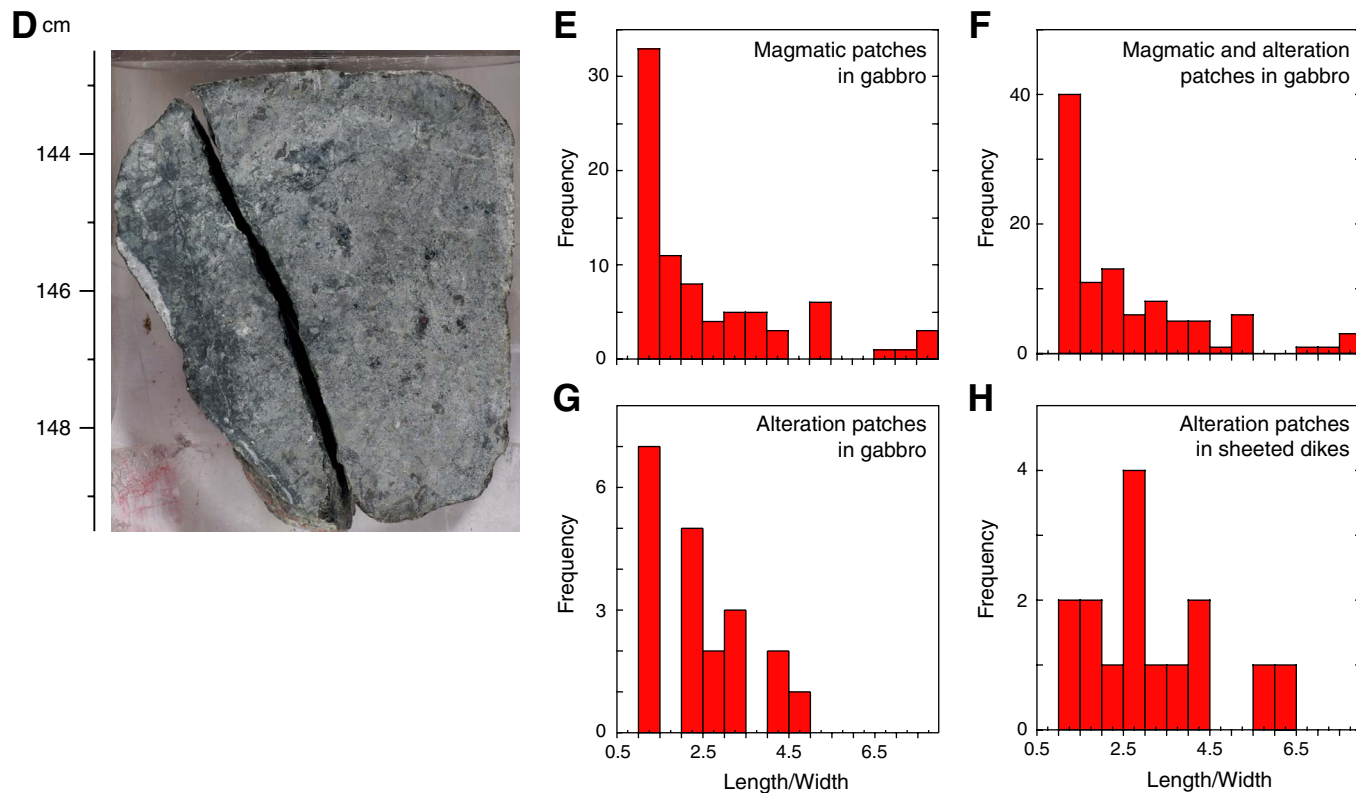 D cm
144
146
148
E
Magmatic patches
in gabbro
Frequency
30
20
10
0
F
Magmatic and alteration
patches in gabbro
Frequency
40
20
0
G
Alteration patches
in gabbro
Frequency
6
3
0
0.5 2.5 4.5 6.5
Length/Width
H
Alteration patches
in sheeted dikes
Frequency
4
2
0
0.5 2.5 4.5 6.5
Length/Width